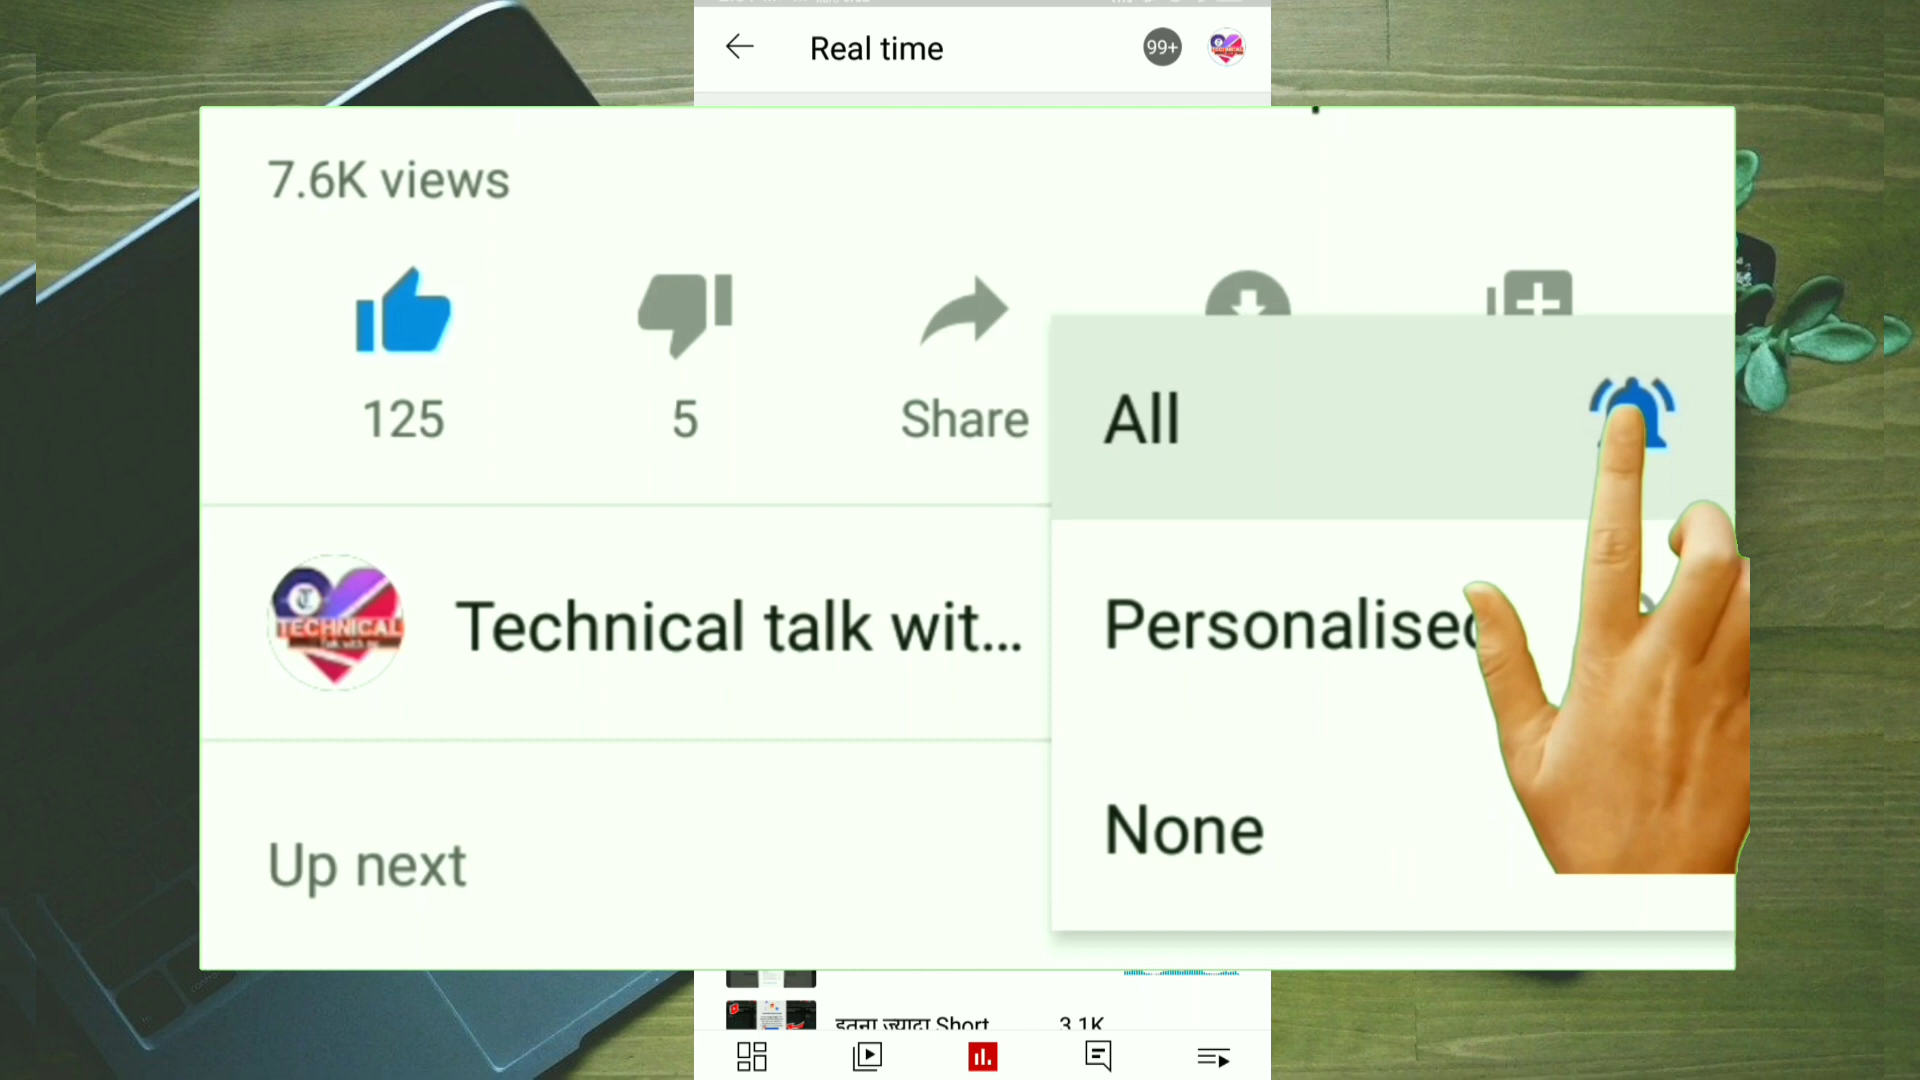 Real time
99+
7.6K views
125
5
Share
All
TECHNICAL
Technical talk wit...
Personalised
None
Up next
इतना ज्यादा Short
3.1K